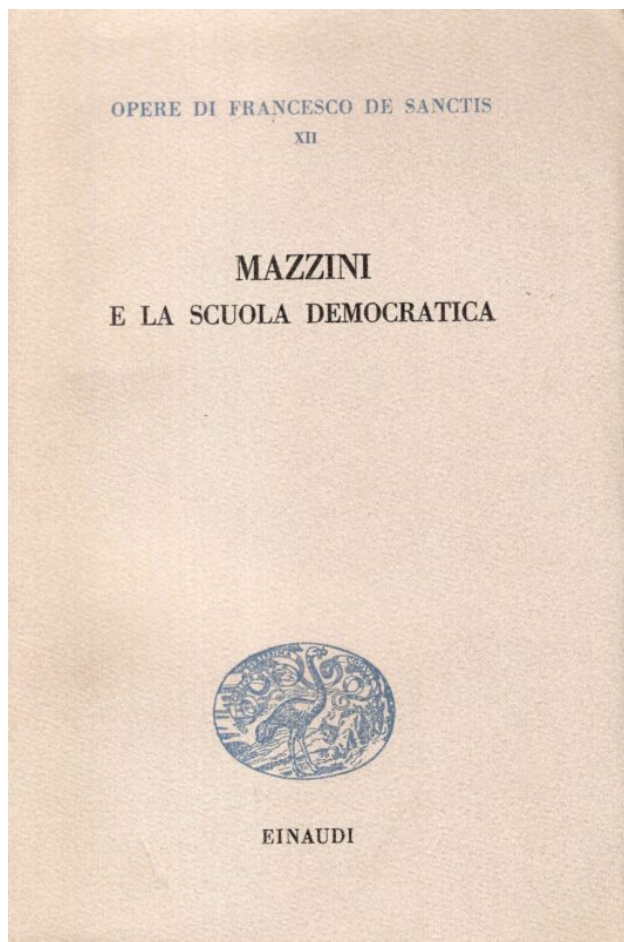 OPERE DI FRANCESCO DE SANCTIS
XII
MAZZINI
E LA SCUOLA DEMOCRATICA
EINAUDI